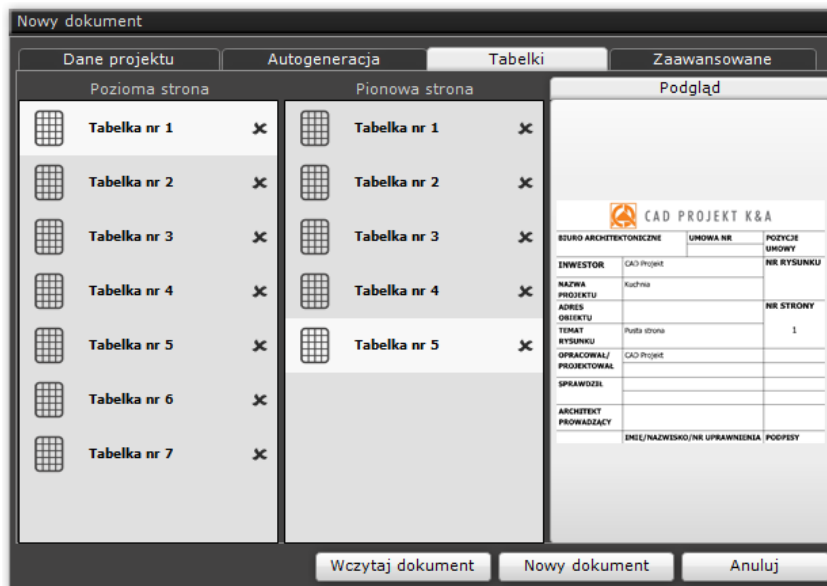 Nowy dokument
Dane projektu Autogeneracja Tabelki Zaawansowane
Pozioma strona
Tabelka nr 1
Tabelka nr 2
Tabelka nr 3
Tabelka nr 4
Tabelka nr 5
Tabelka nr 6
Tabelka nr 7
Pionowa strona
Tabelka nr 1
Tabelka nr 2
Tabelka nr 3
Tabelka nr 4
Tabelka nr 5
Podgląd
CAD PROJEKT K&A
BIURO ARCHITEKTONICZNE UMOWA NR POZYCJE
UMOWY
INWESTOR CAD Projekt NR RYSUNKU
NAZWA Kuchnia
PROJEKTU
ADRES NR STRONY
OBIEKTU
TEMAT Pusta strona 1
RYSUNKU
OPRACOWAŁ/ CAD Projekt
PROJEKTOWAŁ
SPRAWDZIŁ
ARCHITEKT
PROWADZĄCY
IMIĘ/NAZWISKO/NR UPRAWNIENIA PODPISY
Wczytaj dokument Nowy dokument Anuluj